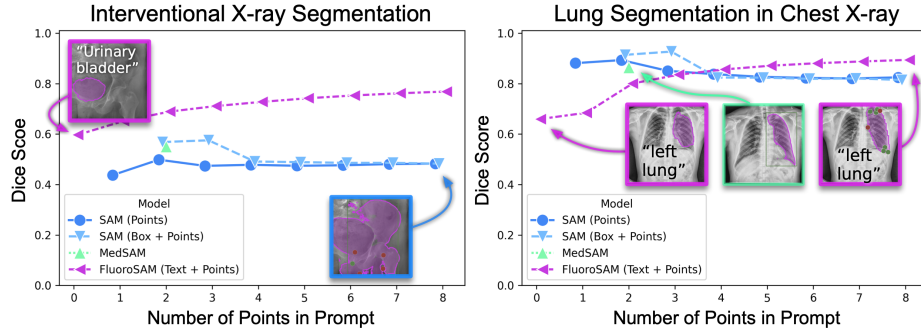 Interventional X-ray Segmentation
Dice Scoe
1.0
0.8
0.6
0.4
0.2
0.0
“Urinary
bladder”
Model
SAM (Points)
SAM (Box + Points)
MedSAM
FluoroSAM (Text + Points)
0 1 2 3 4 5 6 7 8
Number of Points in Prompt
Lung Segmentation in Chest X-ray
Dice Score
1.0
0.8
0.6
0.4
0.2
0.0
“left
lung”
“left
lung”
Model
SAM (Points)
SAM (Box + Points)
MedSAM
FluoroSAM (Text + Points)
0 1 2 3 4 5 6 7 8
Number of Points in Prompt